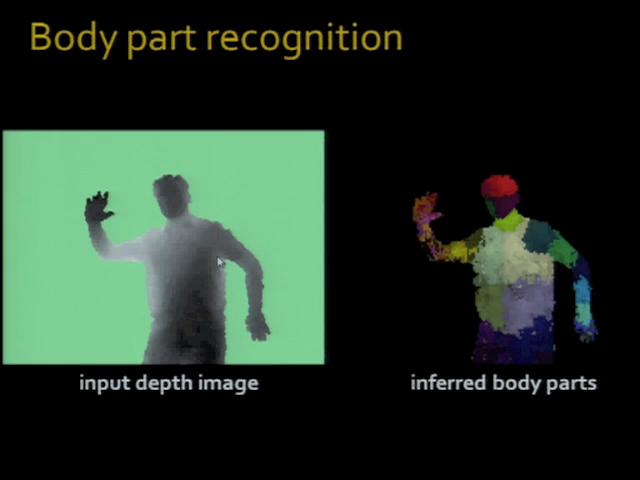 Body part recognition
input depth image
inferred body parts